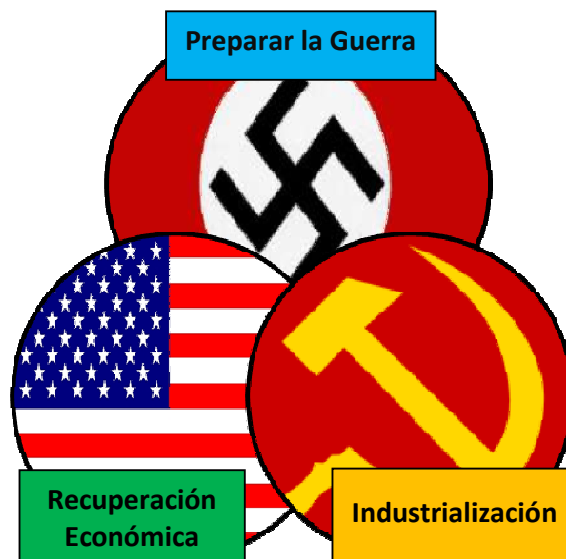 Preparar la Guerra
Recuperación
Económica
Industrialización